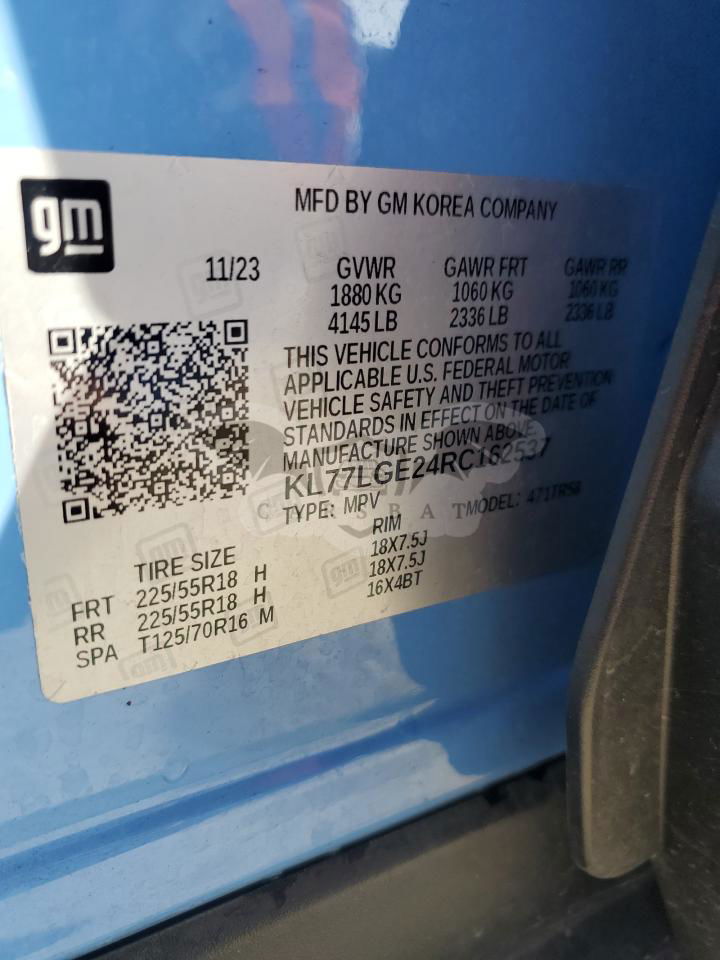 gm
MFD BY GM KOREA COMPANY
11/23 GVWR GAWR FRT GAWR RR
1880 KG 1060 KG 1060 KG
4145 LB 2336 LB 2336 LB
THIS VEHICLE CONFORMS TO ALL
APPLICABLE U.S. FEDERAL MOTOR
VEHICLE SAFETY AND THEFT PREVENTION
STANDARDS IN EFFECT ON THE DATE OF
MANUFACTURE SHOWN ABOVE.
KL77LGE24RC162537
TYPE: MPV MODEL: 471TR58
TIRE SIZE RIM
FRT 225/55R18 H 18X7.5J
RR 225/55R18 H 18X7.5J
SPA T125/70R16 M 16X4BT